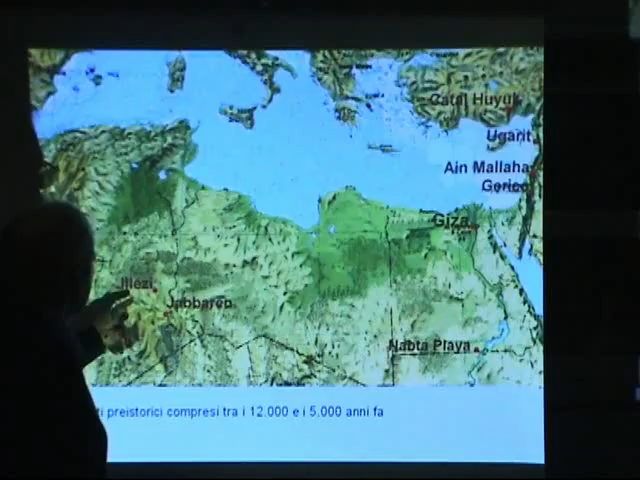 Catal Huyuk
Ugarit
Ain Mallaha
Gerico
Giza
Illezi
Jabbaren
Nabta Playa
ti preistorici compresi tra i 12.000 e i 5.000 anni fa